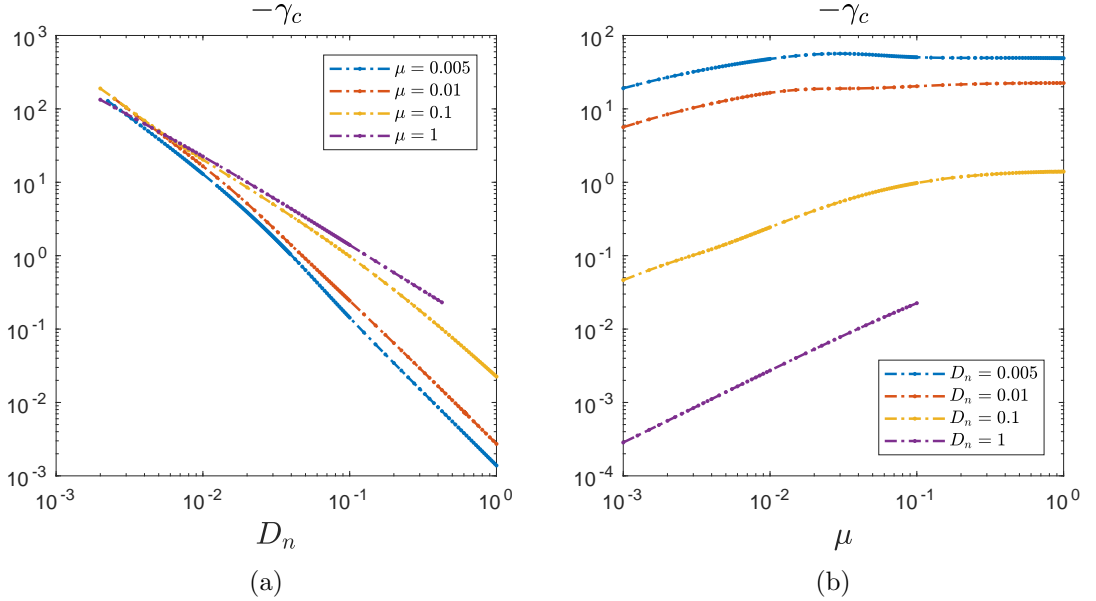 −γc
10^3
10^2
10^1
10^0
10^-1
10^-2
10^-3
10^-3 10^-2 10^-1 10^0
μ = 0.005
μ = 0.01
μ = 0.1
μ = 1
Dn
(a)
−γc
10^2
10^1
10^0
10^-1
10^-2
10^-3
10^-4
10^-3 10^-2 10^-1 10^0
Dn = 0.005
Dn = 0.01
Dn = 0.1
Dn = 1
μ
(b)